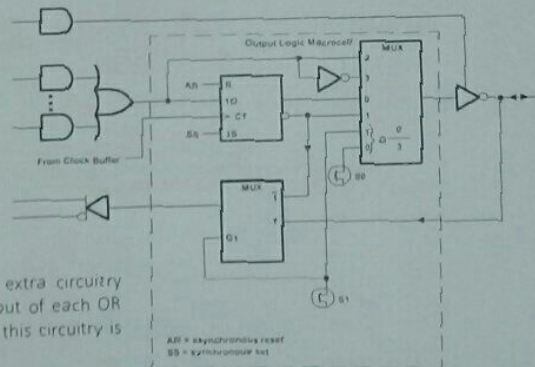 Output Logic Macrocell
MUX
AR
R
2
3
1D
0
> C1
1
SS
1S
1
0
G 0
3
From Clock Buffer
S0
MUX
1
1
G1
S1
extra circuitry
out of each OR
this circuitry is
AR = asynchronous reset
SS = synchronous set